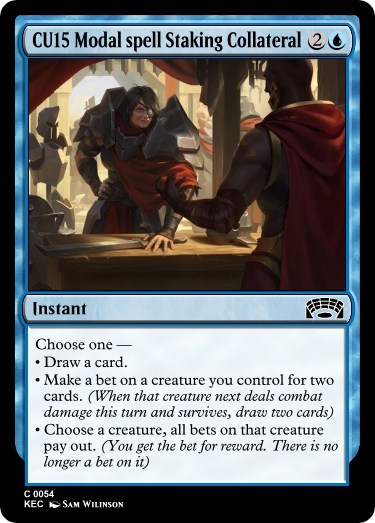 CU15 Modal spell Staking Collateral 2
Instant
Choose one —
• Draw a card.
• Make a bet on a creature you control for two
cards. (When that creature next deals combat
damage this turn and survives, draw two cards)
• Choose a creature, all bets on that creature
pay out. (You get the bet for reward. There is no
longer a bet on it)
C 0054
KEC Sam Wilinson